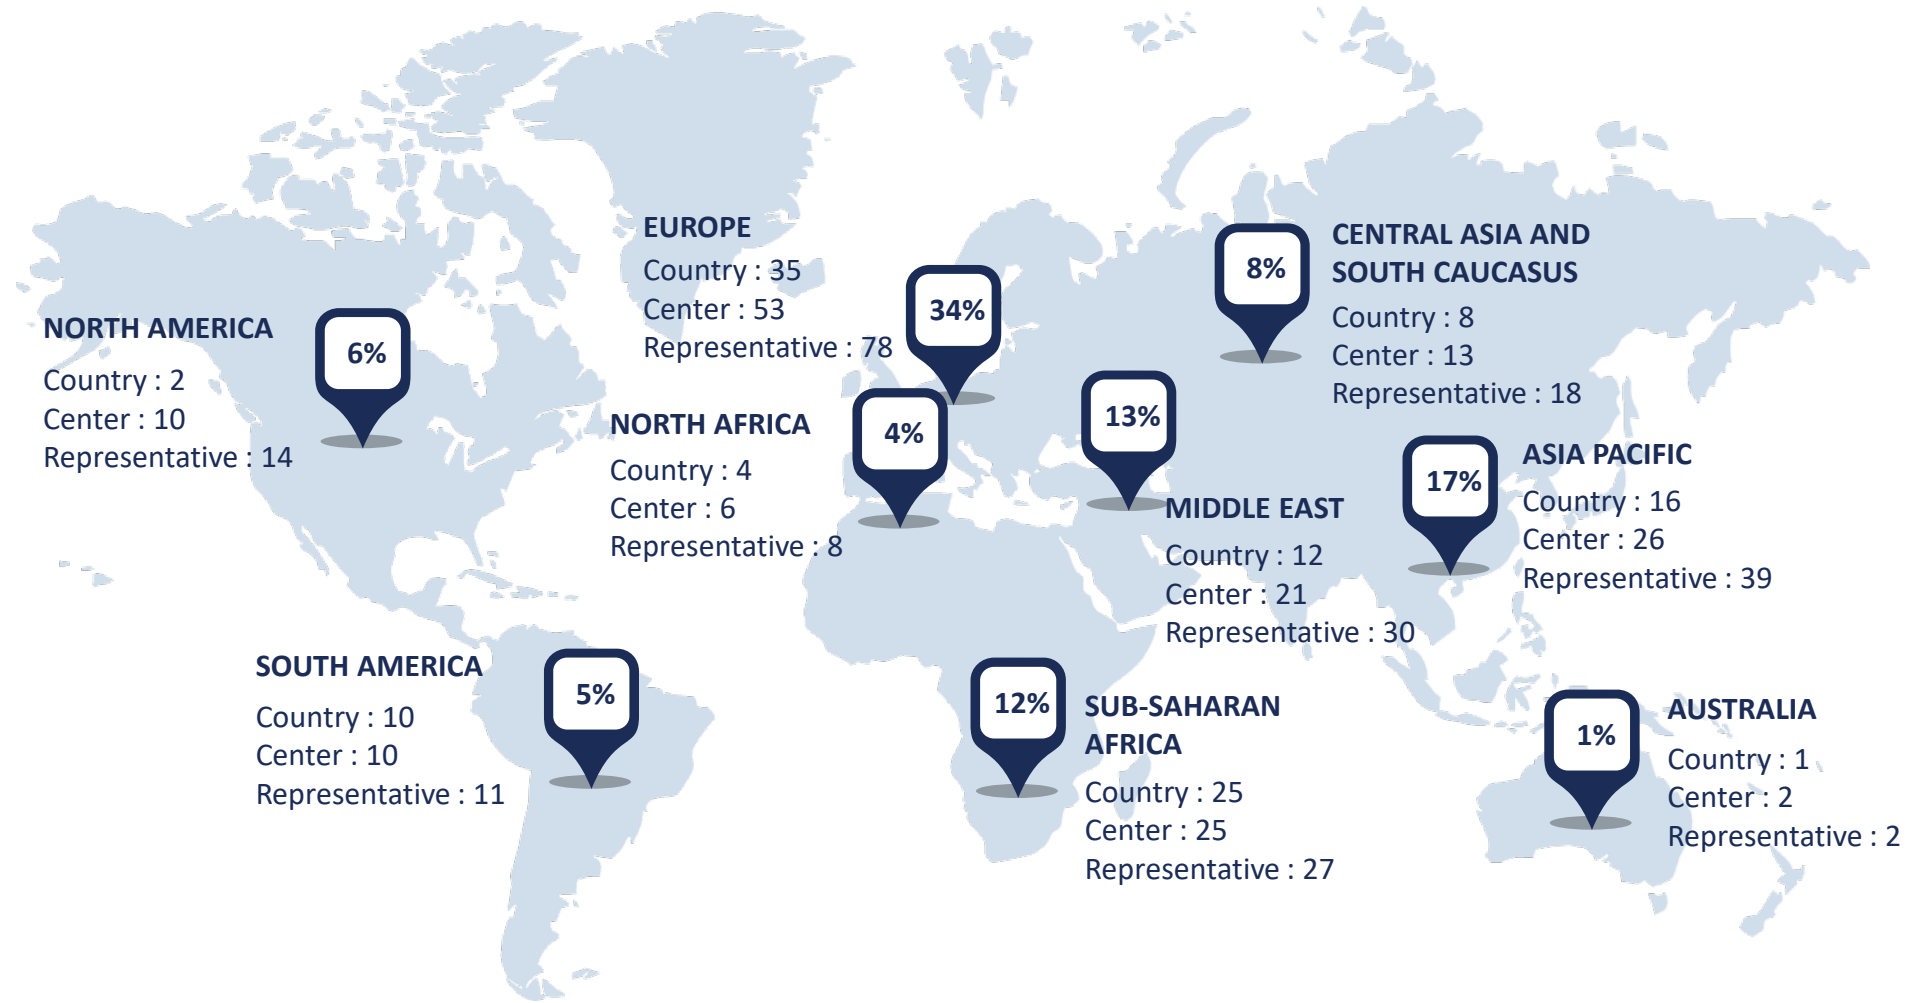 EUROPE
Country : 35
Center : 53
Representative : 78
34%
CENTRAL ASIA AND
SOUTH CAUCASUS
Country : 8
Center : 13
Representative : 18
8%
NORTH AMERICA
Country : 2
Center : 10
Representative : 14
6%
NORTH AFRICA
Country : 4
Center : 6
Representative : 8
4%
13%
MIDDLE EAST
Country : 12
Center : 21
Representative : 30
17%
ASIA PACIFIC
Country : 16
Center : 26
Representative : 39
SOUTH AMERICA
Country : 10
Center : 10
Representative : 11
5%
12%
SUB-SAHARAN
AFRICA
Country : 25
Center : 25
Representative : 27
1%
AUSTRALIA
Country : 1
Center : 2
Representative : 2